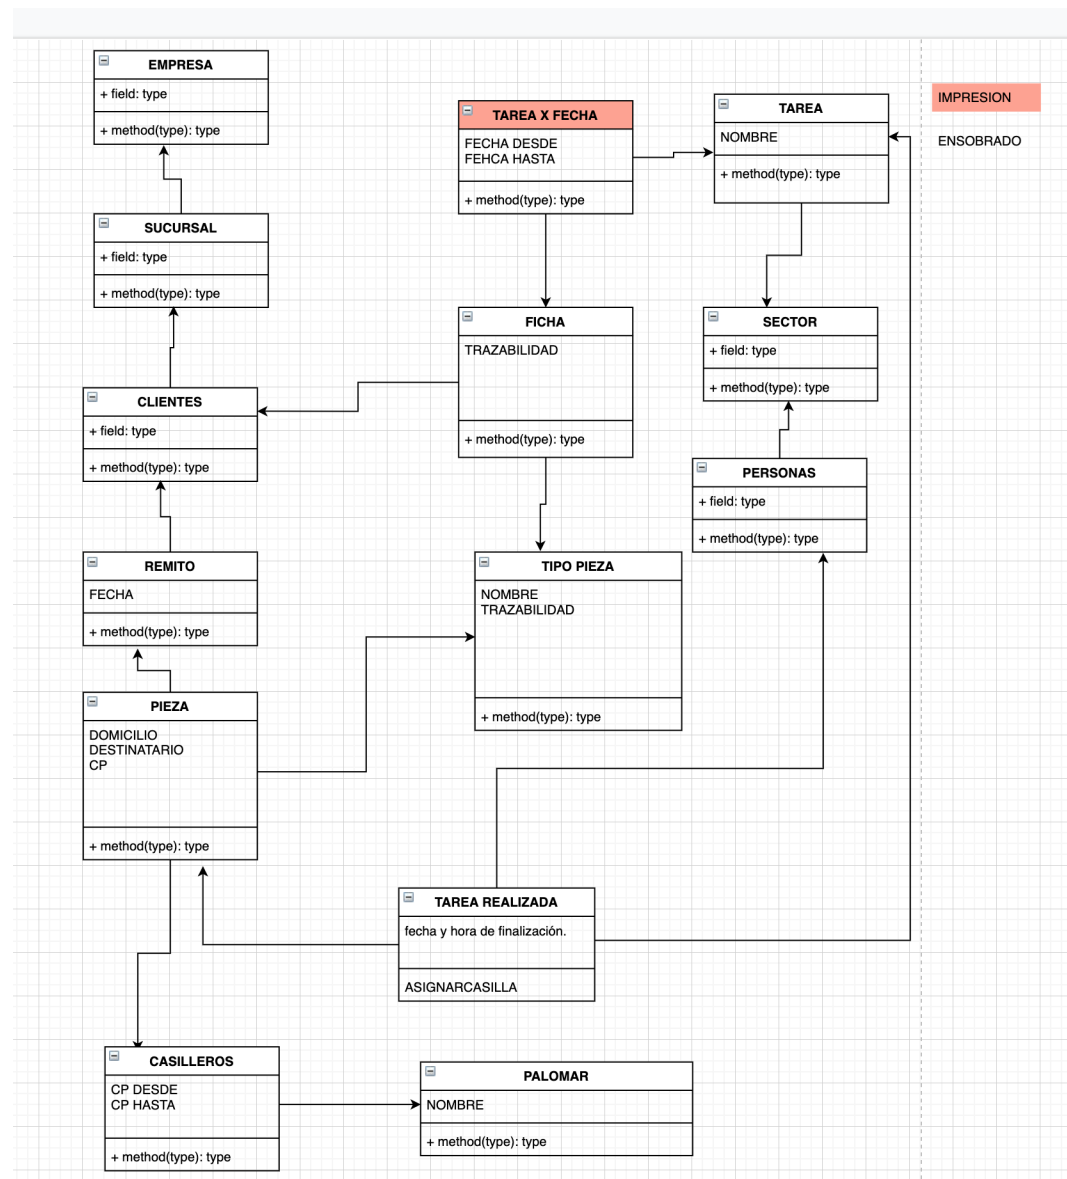 EMPRESA
+ field: type
+ method(type): type
TAREA X FECHA
FECHA DESDE
FEHCA HASTA
+ method(type): type
TAREA
NOMBRE
+ method(type): type
IMPRESION
ENSOBRADO
SUCURSAL
+ field: type
+ method(type): type
FICHA
TRAZABILIDAD
+ method(type): type
SECTOR
+ field: type
+ method(type): type
CLIENTES
+ field: type
+ method(type): type
PERSONAS
+ field: type
+ method(type): type
REMITO
FECHA
+ method(type): type
TIPO PIEZA
NOMBRE
TRAZABILIDAD
+ method(type): type
PIEZA
DOMICILIO
DESTINATARIO
CP
+ method(type): type
TAREA REALIZADA
fecha y hora de finalización.
ASIGNARCASILLA
CASILLEROS
CP DESDE
CP HASTA
+ method(type): type
PALOMAR
NOMBRE
+ method(type): type